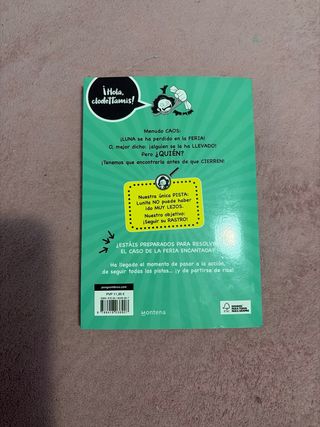 ¡Hola,
clodettamis!
Menudo CAOS:
¡LUNA se ha perdido en la FERIA!
O, mejor dicho: ¡alguien se la ha LLEVADO!
Pero ¿QUIÉN?
¡Tenemos que encontrarla antes de que CIERREN!
Nuestra única PISTA:
Lunita NO puede haber
ido MUY LEJOS.
Nuestro objetivo:
¡Seguir su RASTRO!
¿ESTÁIS PREPARADOS PARA RESOLVER
EL CASO DE LA FERIA ENCANTADA?
Ha llegado el momento de pasar a la acción,
de seguir todas las pistas... ¡y de partirse de risa!
montena